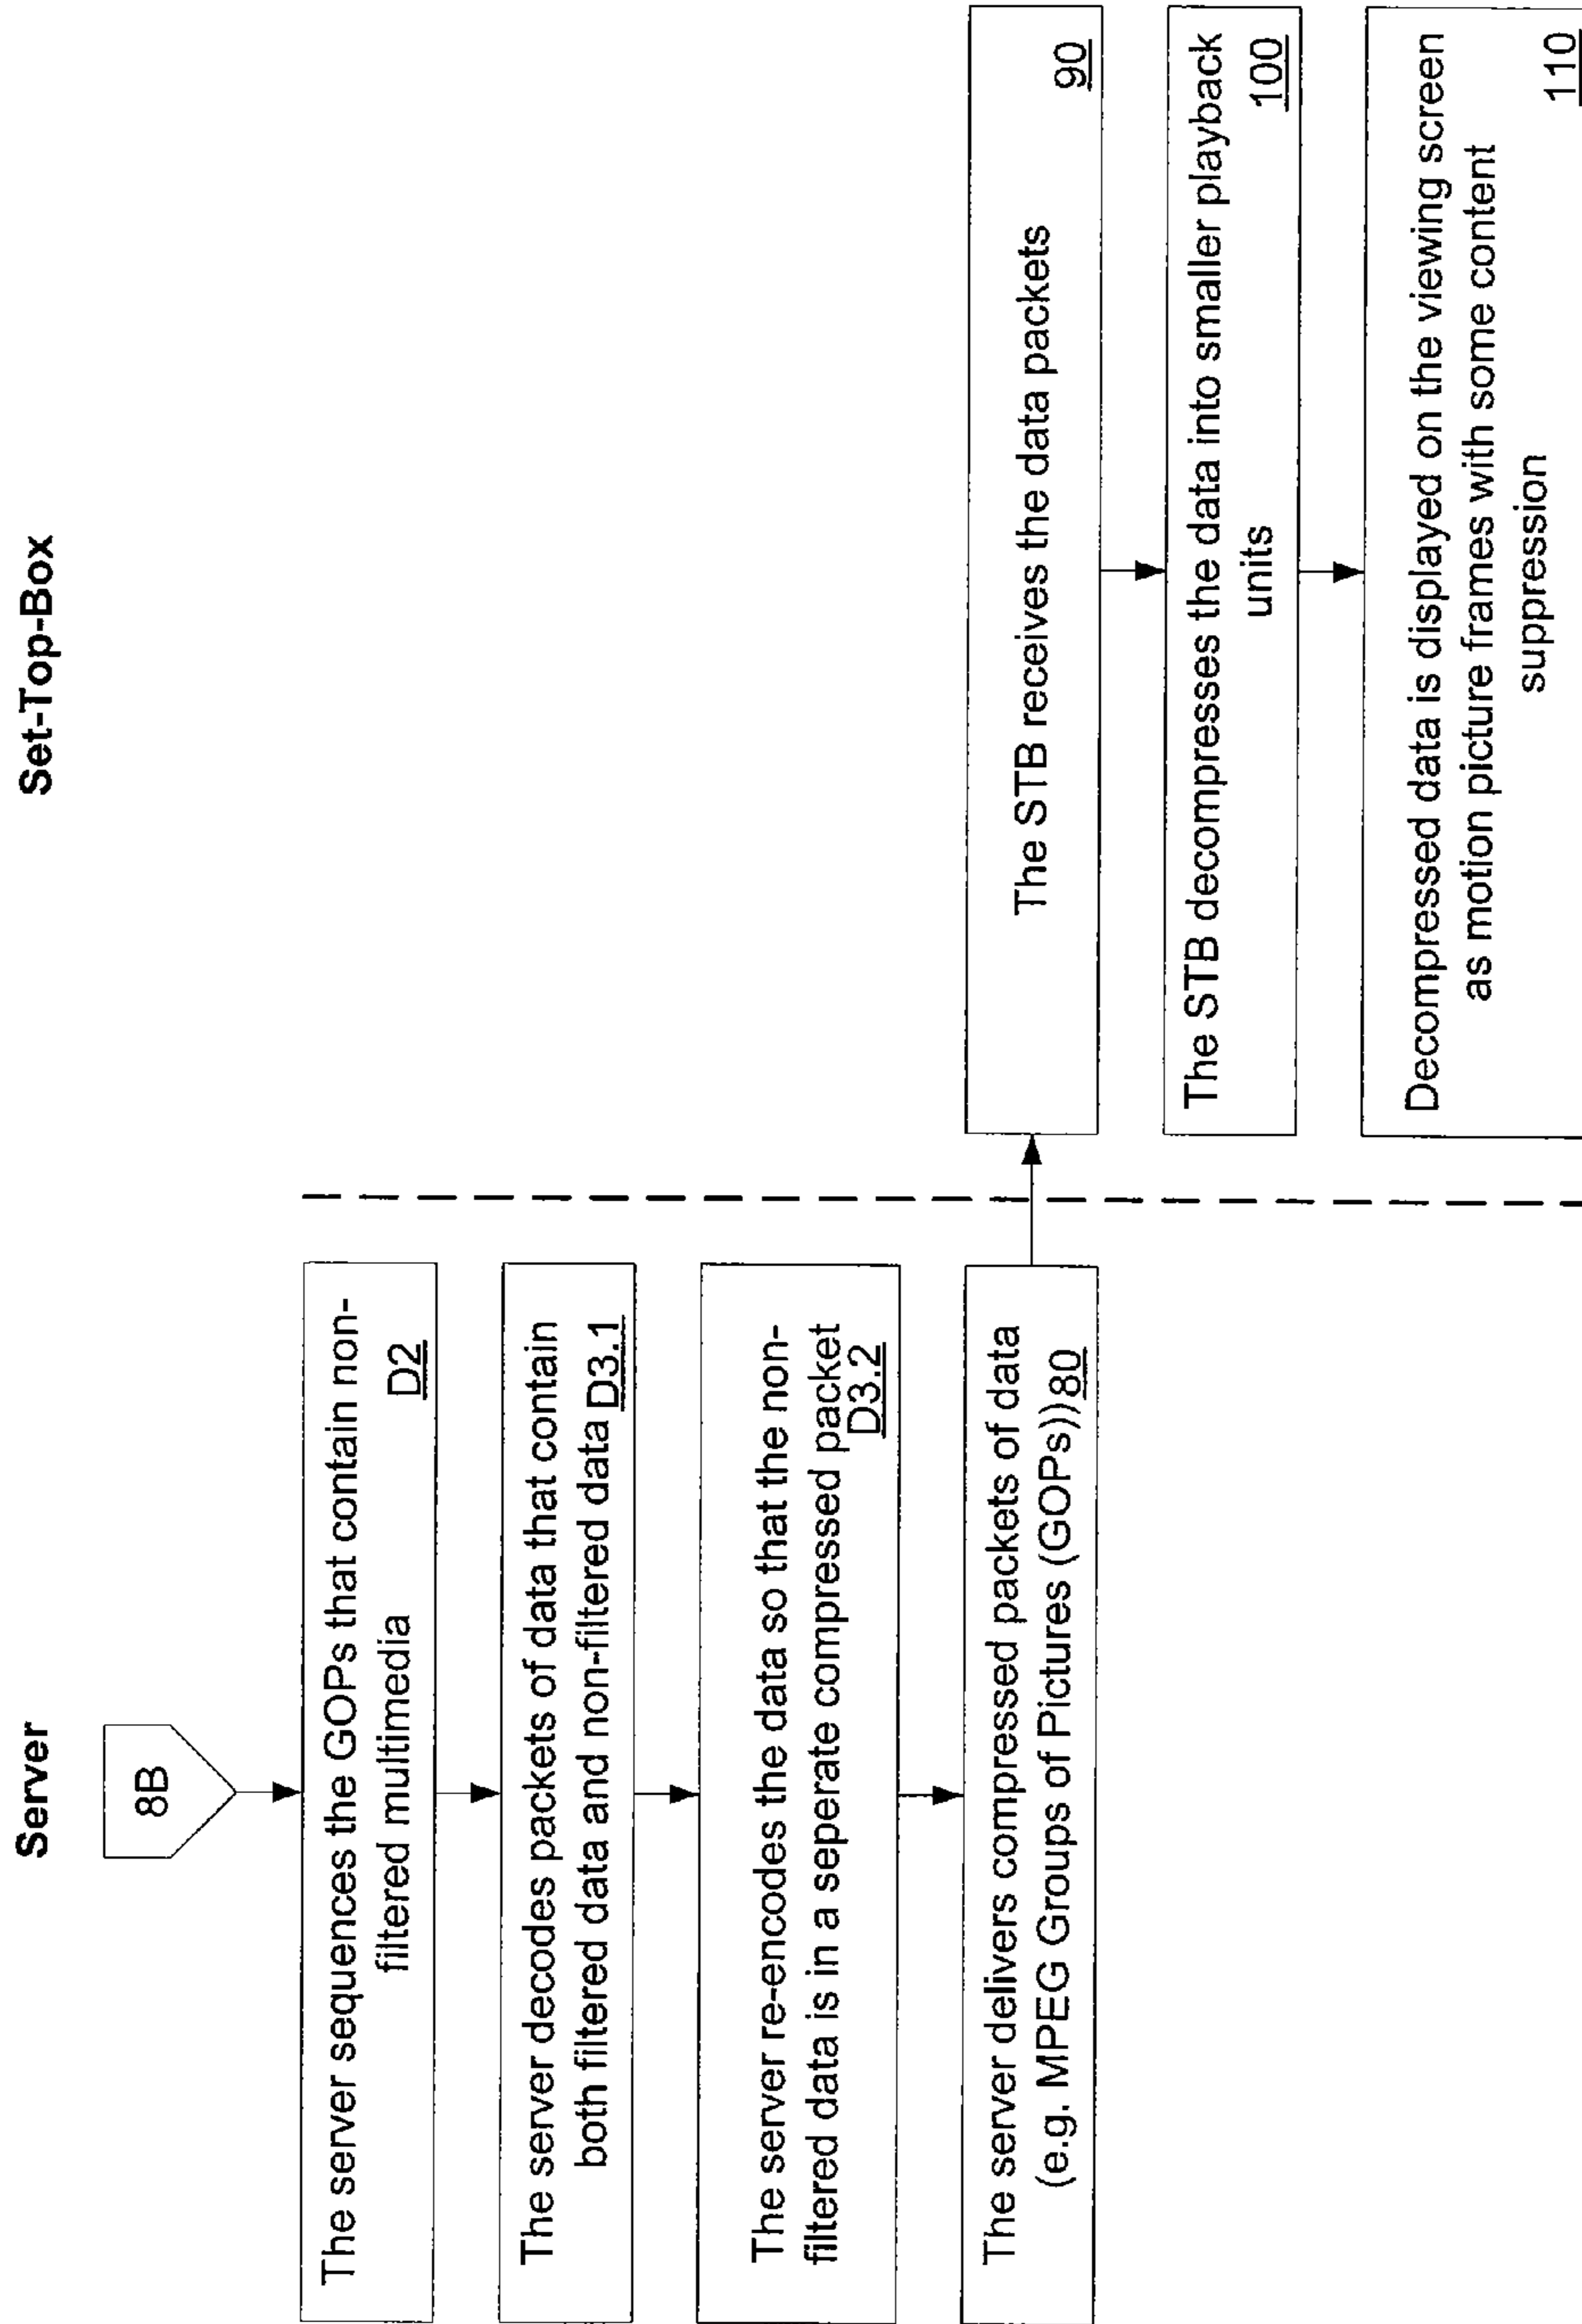 Server
8B
The server sequences the GOPs that contain non-
filtered multimedia
D2
The server decodes packets of data that contain
both filtered data and non-filtered data D3.1
The server re-encodes the data so that the non-
filtered data is in a seperate compressed packet
D3.2
The server delivers compressed packets of data
(e.g. MPEG Groups of Pictures (GOPs)) 80
Set-Top-Box
The STB receives the data packets
90
The STB decompresses the data into smaller playback
units
100
Decompressed data is displayed on the viewing screen
as motion picture frames with some content
suppression
110